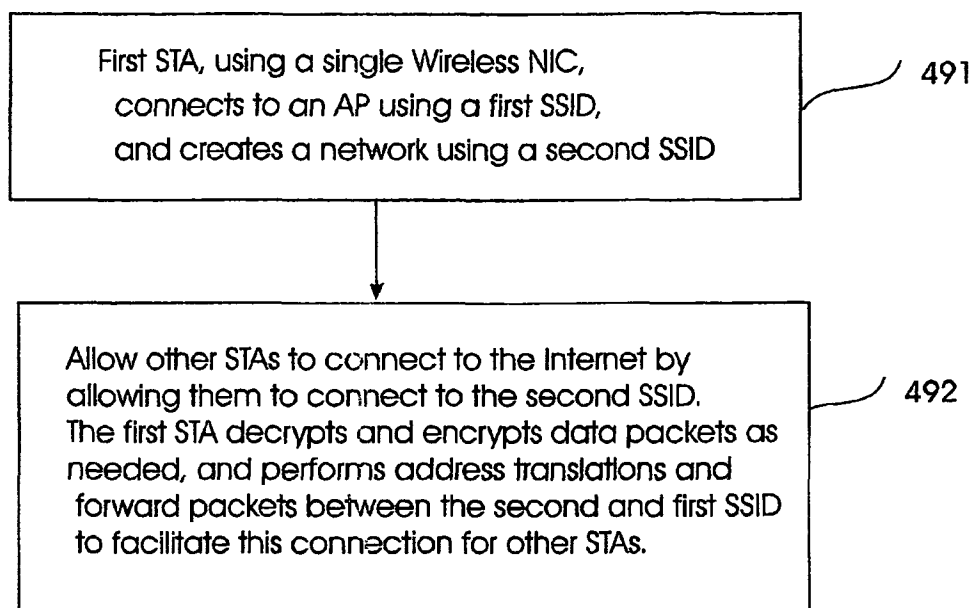 First STA, using a single Wireless NIC,
connects to an AP using a first SSID,
and creates a network using a second SSID
491
Allow other STAs to connect to the Internet by
allowing them to connect to the second SSID.
The first STA decrypts and encrypts data packets as
needed, and performs address translations and
forward packets between the second and first SSID
to facilitate this connection for other STAs.
492